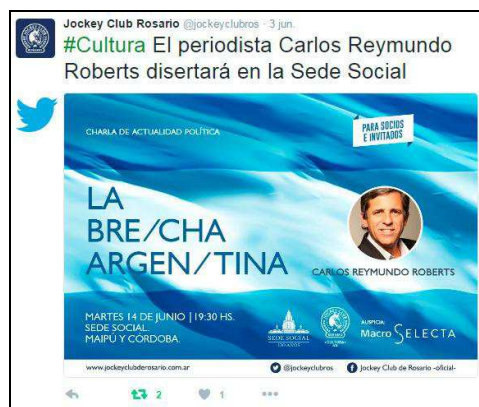 Jockey Club Rosario @jockeyclubros · 3 jun.
#Cultura El periodista Carlos Reymundo
Roberts disertará en la Sede Social
CHARLA DE ACTUALIDAD POLÍTICA
PARA SOCIOS
E INVITADOS
LA
BRE/CHA
ARGEN/TINA
CARLOS REYMUNDO ROBERTS
MARTES 14 DE JUNIO | 19:30 HS.
SEDE SOCIAL.
MAIPÚ Y CÓRDOBA.
SEDE SOCIAL
AUSPICIA:
Macro SELECTA
www.jockeyclubderosario.com.ar
@jockeyclubros
Jockey Club de Rosario -oficial-
2
1